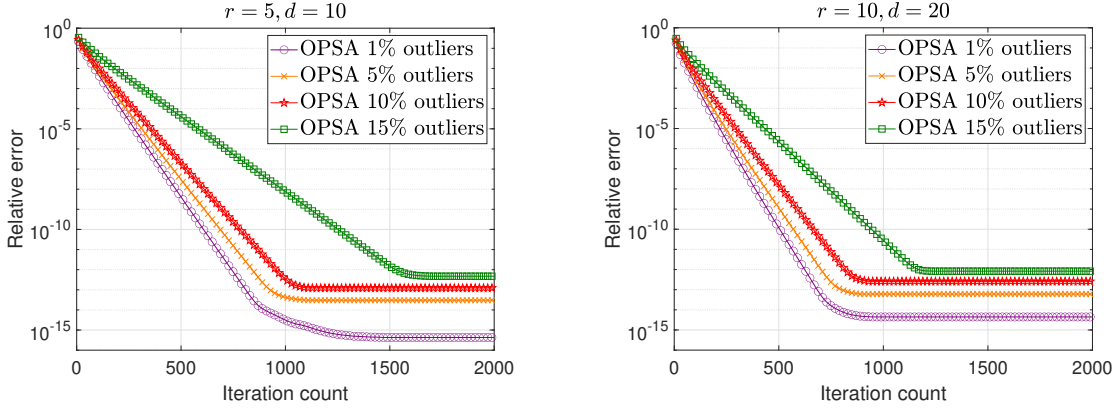 r = 5, d = 10
Relative error
10^0
10^-5
10^-10
10^-15
OPSA 1% outliers
OPSA 5% outliers
OPSA 10% outliers
OPSA 15% outliers
0 500 1000 1500 2000
Iteration count
r = 10, d = 20
Relative error
10^0
10^-5
10^-10
10^-15
OPSA 1% outliers
OPSA 5% outliers
OPSA 10% outliers
OPSA 15% outliers
0 500 1000 1500 2000
Iteration count